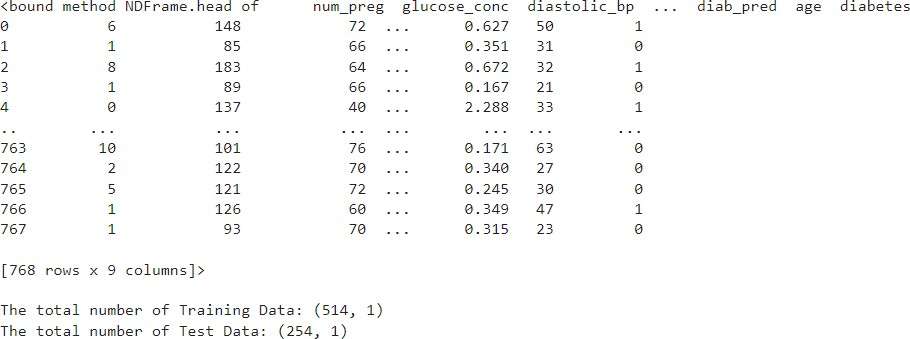 <bound method NDFrame.head of      num_preg  glucose_conc  diastolic_bp  ...  diab_pred  age  diabetes
0           6           148            72  ...      0.627   50         1
1           1            85            66  ...      0.351   31         0
2           8           183            64  ...      0.672   32         1
3           1            89            66  ...      0.167   21         0
4           0           137            40  ...      2.288   33         1
..        ...           ...           ...  ...        ...  ...       ...
763        10           101            76  ...      0.171   63         0
764         2           122            70  ...      0.340   27         0
765         5           121            72  ...      0.245   30         0
766         1           126            60  ...      0.349   47         1
767         1            93            70  ...      0.315   23         0
[768 rows x 9 columns]>
The total number of Training Data: (514, 1)
The total number of Test Data: (254, 1)